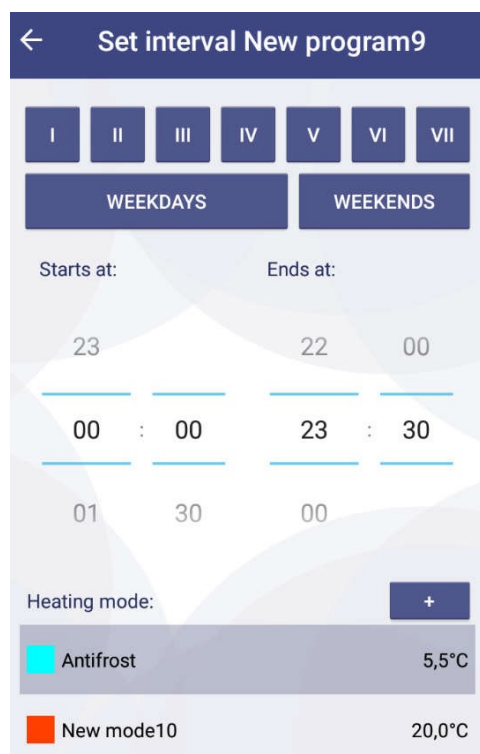 ← Set interval New program9
I II III IV V VI VII
WEEKDAYS WEEKENDS
Starts at: Ends at:
23 22 00
00 : 00 23 : 30
01 30 00
Heating mode: +
Antifrost 5,5°C
New mode10 20,0°C